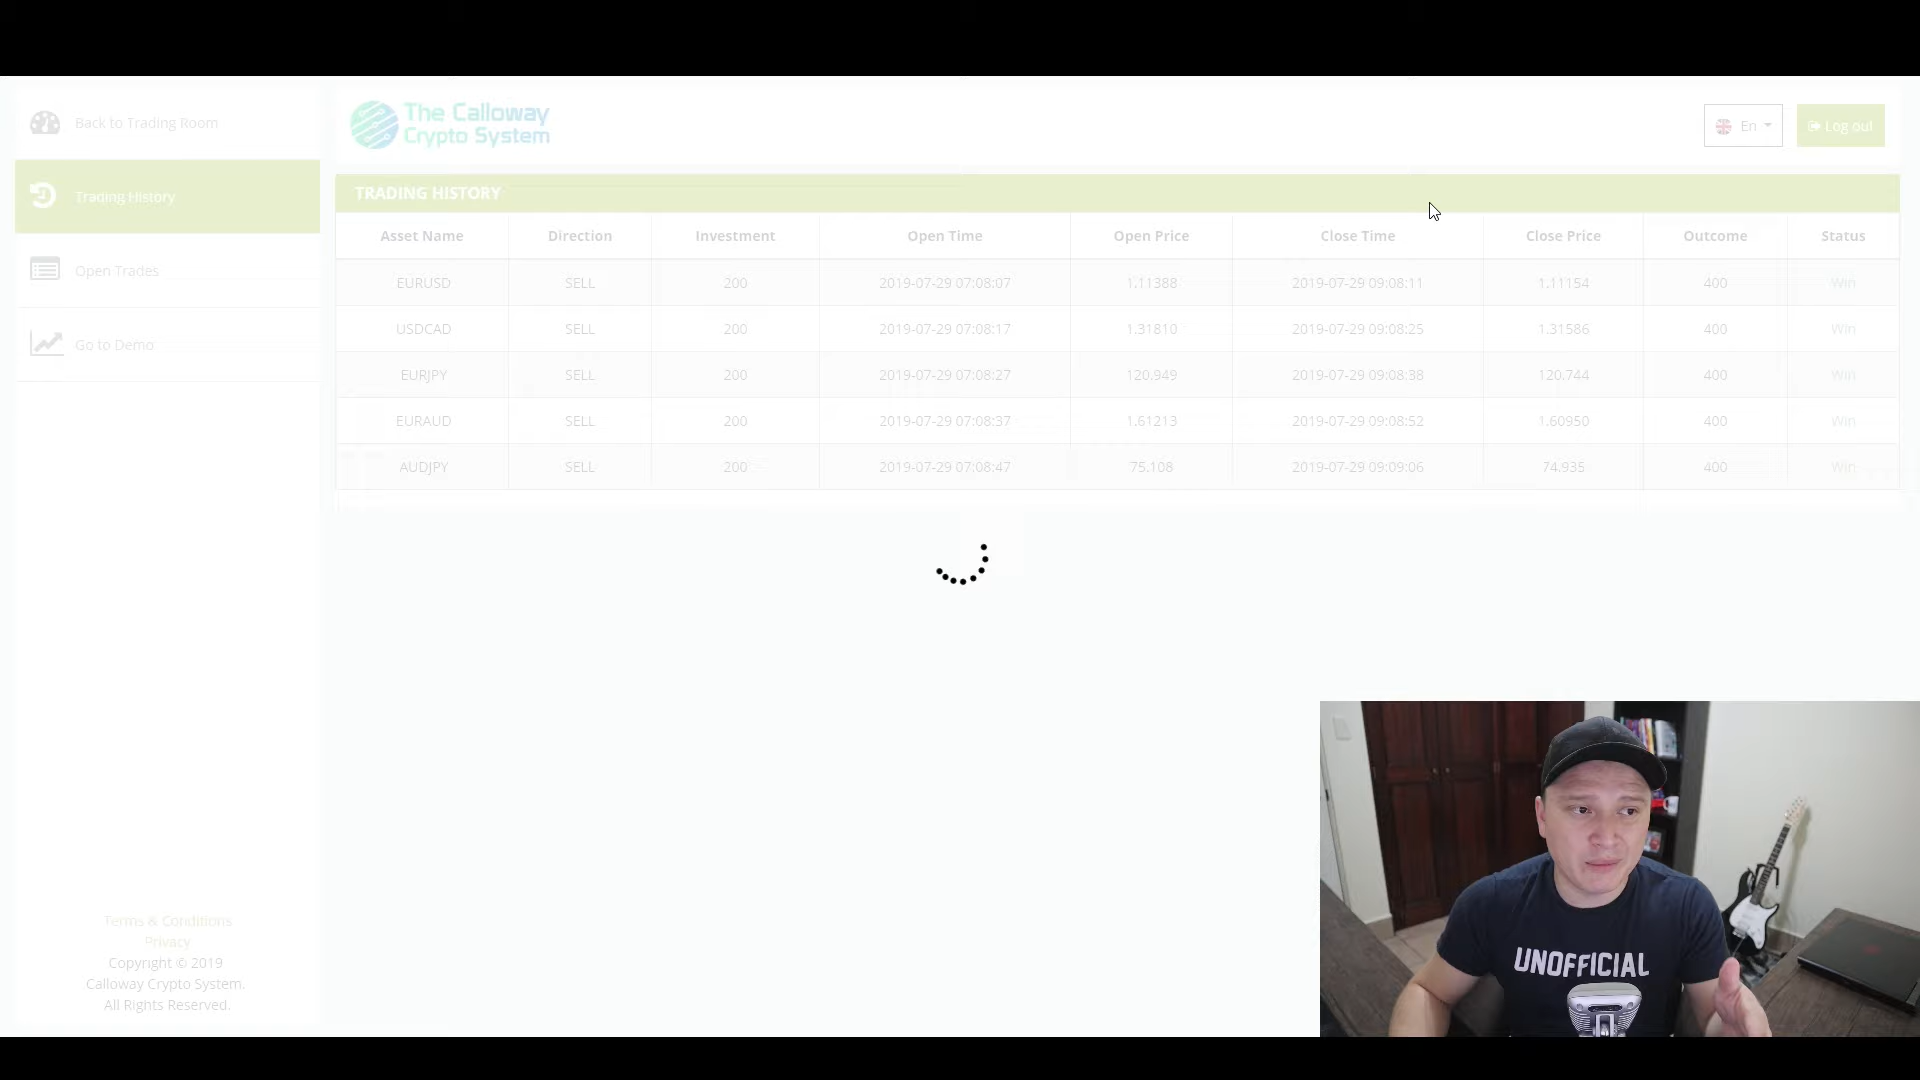 Back to Trading Room
Trading History
Open Trades
Go to Demo
Terms & Conditions
Privacy
Copyright © 2019
Calloway Crypto System.
All Rights Reserved.
The Calloway
Crypto System
En
Log out
TRADING HISTORY
Asset Name Direction Investment Open Time Open Price Close Time Close Price Outcome Status
EURUSD SELL 200 2019-07-29 07:08:07 1.11388 2019-07-29 09:08:11 1.11154 400 Win
USDCAD SELL 200 2019-07-29 07:08:17 1.31810 2019-07-29 09:08:25 1.31586 400 Win
EURJPY SELL 200 2019-07-29 07:08:27 120.949 2019-07-29 09:08:38 120.744 400 Win
EURAUD SELL 200 2019-07-29 07:08:37 1.61213 2019-07-29 09:08:52 1.60950 400 Win
AUDJPY SELL 200 2019-07-29 07:08:47 75.108 2019-07-29 09:09:06 74.935 400 Win
UNOFFICIAL